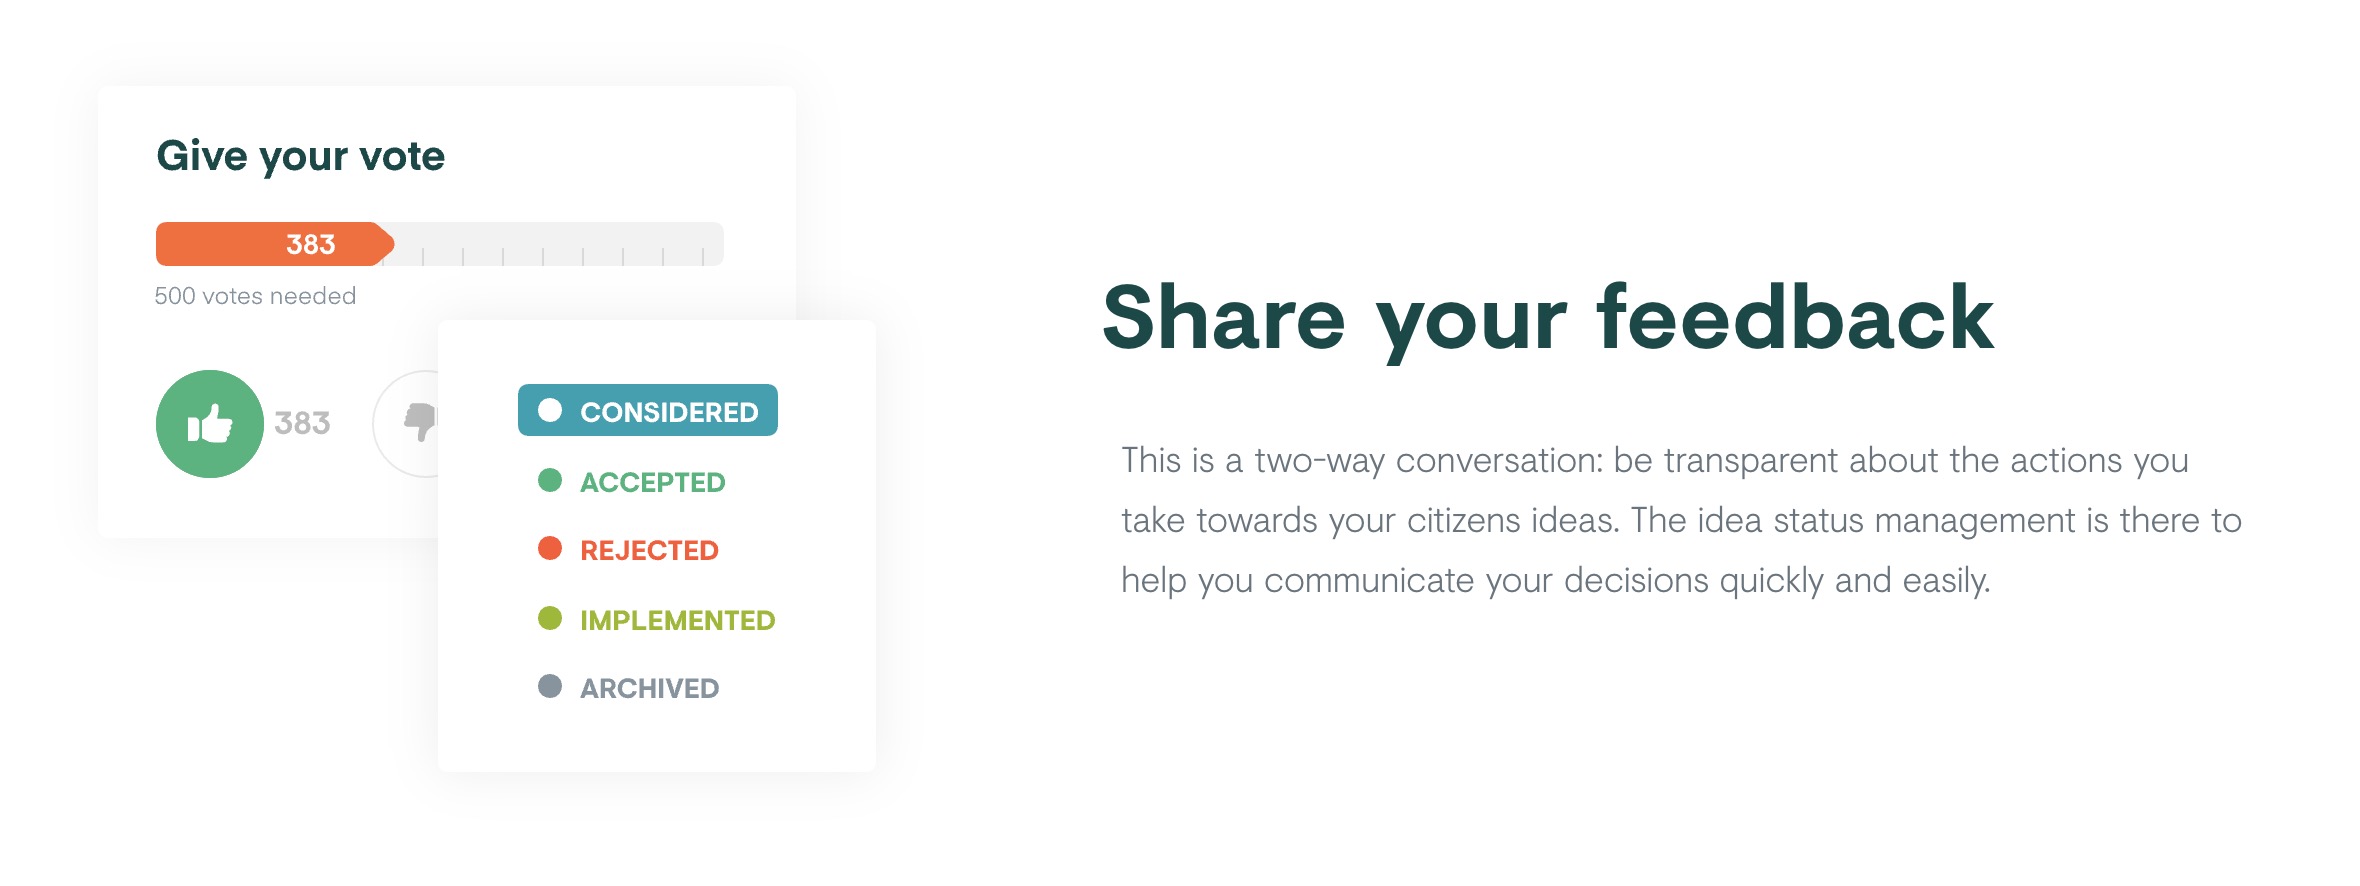 Give your vote
383
500 votes needed
383
CONSIDERED
ACCEPTED
REJECTED
IMPLEMENTED
ARCHIVED
Share your feedback
This is a two-way conversation: be transparent about the actions you
take towards your citizens ideas. The idea status management is there to
help you communicate your decisions quickly and easily.